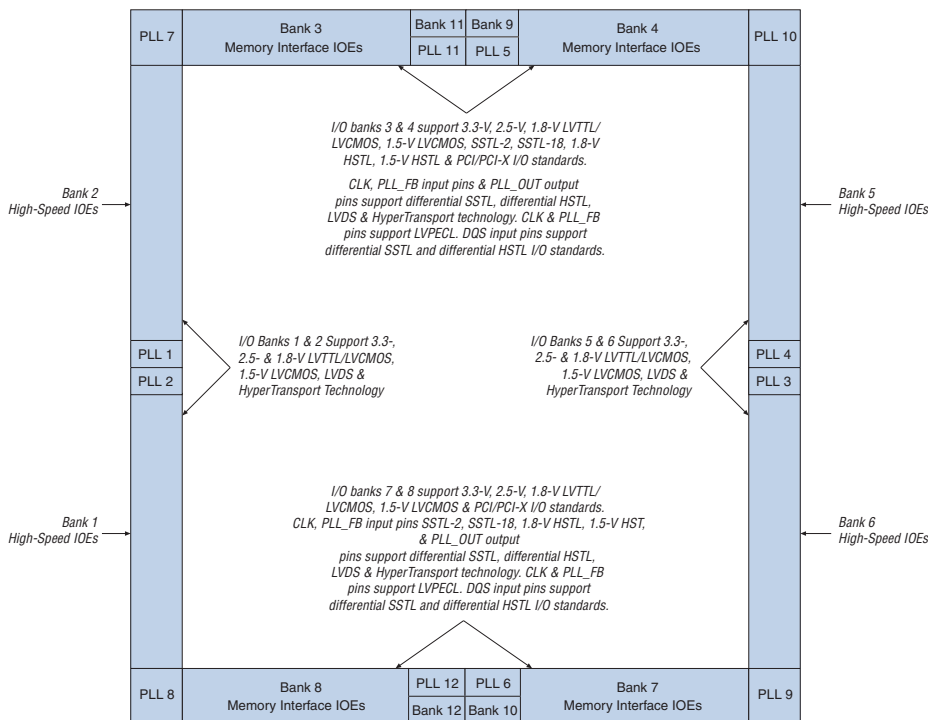 PLL 7
Bank 3
Memory Interface IOEs
Bank 11
Bank 9
PLL 11
PLL 5
Bank 4
Memory Interface IOEs
PLL 10
I/O banks 3 & 4 support 3.3-V, 2.5-V, 1.8-V LVTTL/
LVCMOS, 1.5-V LVCMOS, SSTL-2, SSTL-18, 1.8-V
HSTL, 1.5-V HSTL & PCI/PCI-X I/O standards.
CLK, PLL_FB input pins & PLL_OUT output
pins support differential SSTL, differential HSTL,
LVDS & HyperTransport technology. CLK & PLL_FB
pins support LVPECL. DQS input pins support
differential SSTL and differential HSTL I/O standards.
Bank 2
High-Speed IOEs
Bank 5
High-Speed IOEs
PLL 1
PLL 2
I/O Banks 1 & 2 Support 3.3-,
2.5- & 1.8-V LVTTL/LVCMOS,
1.5-V LVCMOS, LVDS &
HyperTransport Technology
I/O Banks 5 & 6 Support 3.3-,
2.5- & 1.8-V LVTTL/LVCMOS,
1.5-V LVCMOS, LVDS &
HyperTransport Technology
PLL 4
PLL 3
Bank 1
High-Speed IOEs
Bank 6
High-Speed IOEs
I/O banks 7 & 8 support 3.3-V, 2.5-V, 1.8-V LVTTL/
LVCMOS, 1.5-V LVCMOS & PCI/PCI-X I/O standards.
CLK, PLL_FB input pins SSTL-2, SSTL-18, 1.8-V HSTL, 1.5-V HST,
& PLL_OUT output
pins support differential SSTL, differential HSTL,
LVDS & HyperTransport technology. CLK & PLL_FB
pins support LVPECL. DQS input pins support
differential SSTL and differential HSTL I/O standards.
PLL 8
Bank 8
Memory Interface IOEs
PLL 12
PLL 6
Bank 12
Bank 10
Bank 7
Memory Interface IOEs
PLL 9